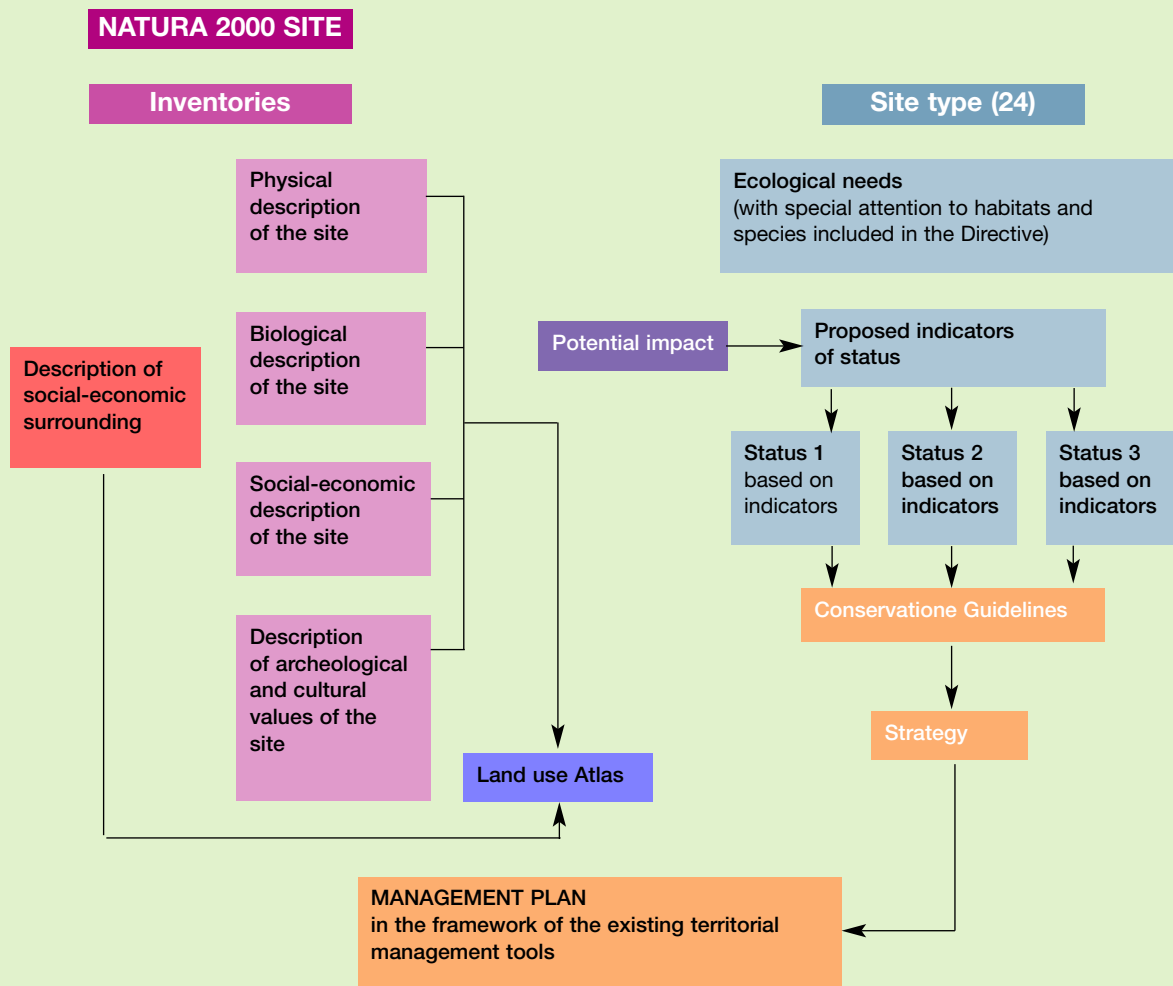 NATURA 2000 SITE
Inventories
Site type (24)
Physical
description
of the site
Ecological needs
(with special attention to habitats and
species included in the Directive)
Biological
description
of the site
Potential impact
Proposed indicators
of status
Description of
social-economic
surrounding
Status 1
based on
indicators
Status 2
based on
indicators
Status 3
based on
indicators
Social-economic
description
of the site
Conservatione Guidelines
Description
of archeological
and cultural
values of the
site
Strategy
Land use Atlas
MANAGEMENT PLAN
in the framework of the existing territorial
management tools